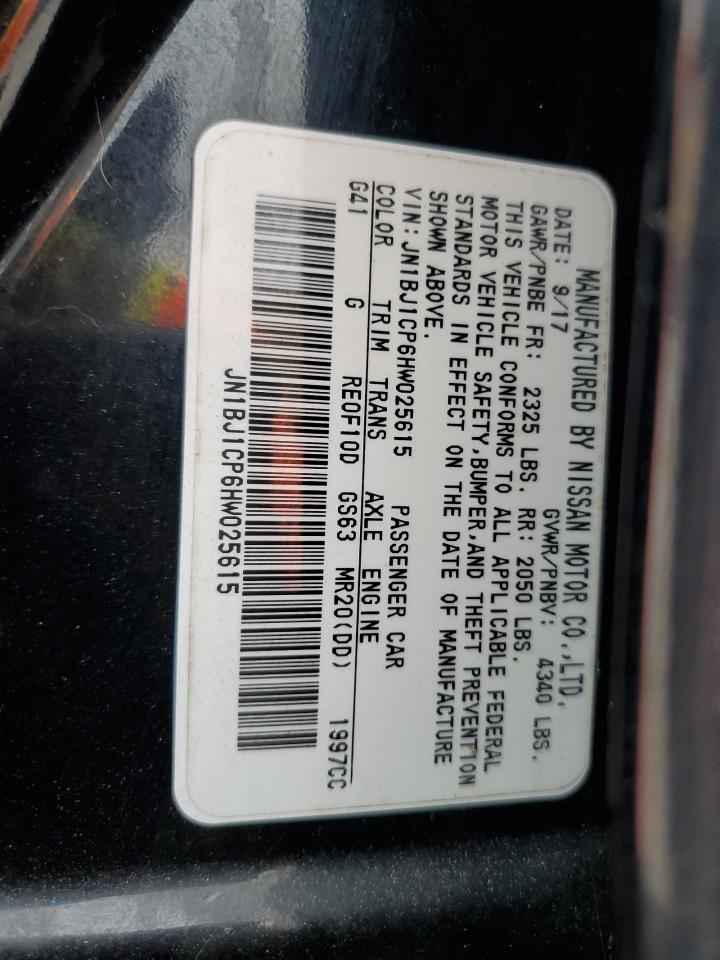 MANUFACTURED BY NISSAN MOTOR CO.,LTD.
DATE: 9/17 GVWR/PNBV: 4340 LBS.
GAWR/PNBE FR: 2325 LBS. RR: 2050 LBS.
THIS VEHICLE CONFORMS TO ALL APPLICABLE FEDERAL
MOTOR VEHICLE SAFETY,BUMPER,AND THEFT PREVENTION
STANDARDS IN EFFECT ON THE DATE OF MANUFACTURE
SHOWN ABOVE.
VIN: JN1BJ1CP6HW025615 PASSENGER CAR
COLOR TRIM TRANS AXLE ENGINE
G41 G RE0F10D GS63 MR20(DD) 1997CC
JN1BJ1CP6HW025615